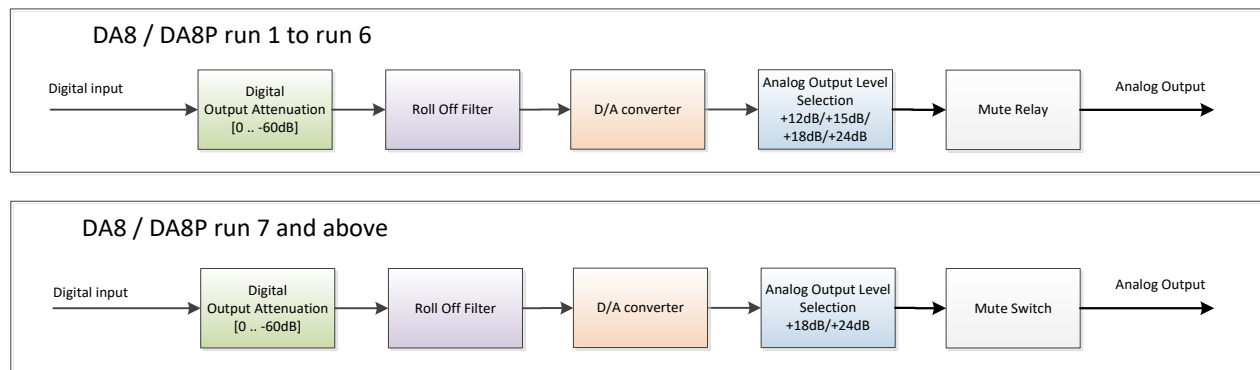 DA8 / DA8P run 1 to run 6
Digital input
Digital
Output Attenuation
[0 .. -60dB]
Roll Off Filter
D/A converter
Analog Output Level
Selection
+12dB/+15dB/
+18dB/+24dB
Mute Relay
Analog Output
DA8 / DA8P run 7 and above
Digital input
Digital
Output Attenuation
[0 .. -60dB]
Roll Off Filter
D/A converter
Analog Output Level
Selection
+18dB/+24dB
Mute Switch
Analog Output